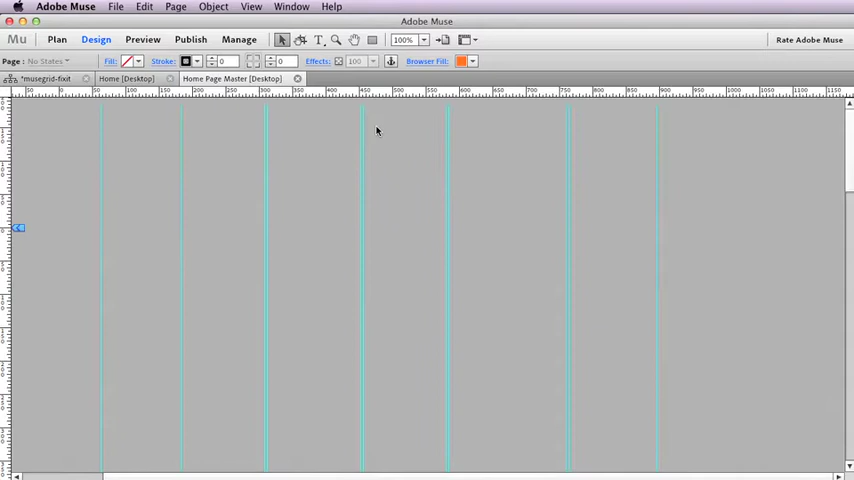 Adobe Muse File Edit Page Object View Window Help
Adobe Muse
Mu Plan Design Preview Publish Manage T 100% Rate Adobe Muse
Page : No States Fill: Stroke: 0 0 Effects: 100 Browser Fill:
*musegrid-fixit Home [Desktop] Home Page Master [Desktop]
50 0 50 100 150 200 250 300 350 400 450 500 550 600 650 700 750 800 850 900 950 1000 1050 1100 1150